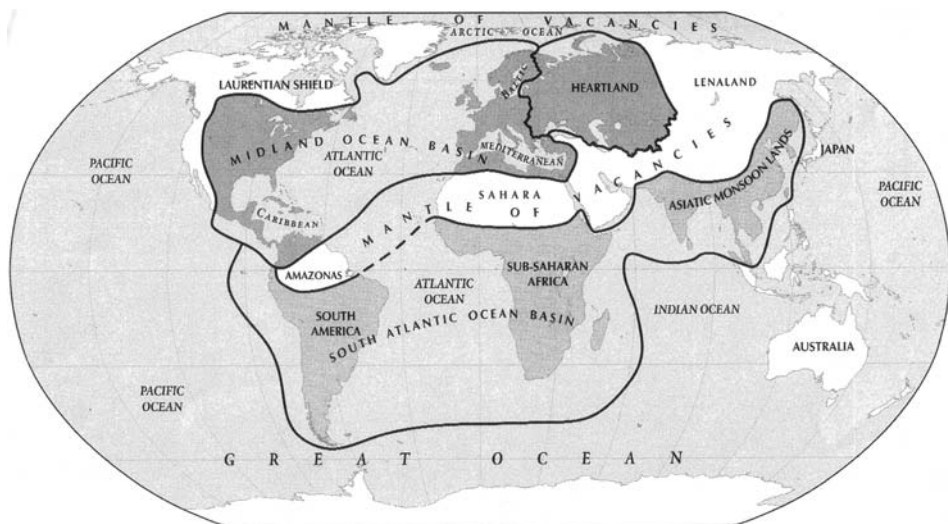 MANTLE OF VACANCIES
ARCTIC OCEAN
LAURENTIAN SHIELD
BALTIC
HEARTLAND
LENALAND
MIDLAND OCEAN BASIN
ATLANTIC
OCEAN
MEDITERRANEAN
PACIFIC
OCEAN
JAPAN
ASIATIC MONSOON LANDS
PACIFIC
OCEAN
SAHARA
MANTLE OF VACANCIES
CARIBBEAN
AMAZONAS
SUB-SAHARAN
AFRICA
ATLANTIC
OCEAN
SOUTH
AMERICA
SOUTH ATLANTIC OCEAN BASIN
INDIAN OCEAN
AUSTRALIA
PACIFIC
OCEAN
GREAT OCEAN